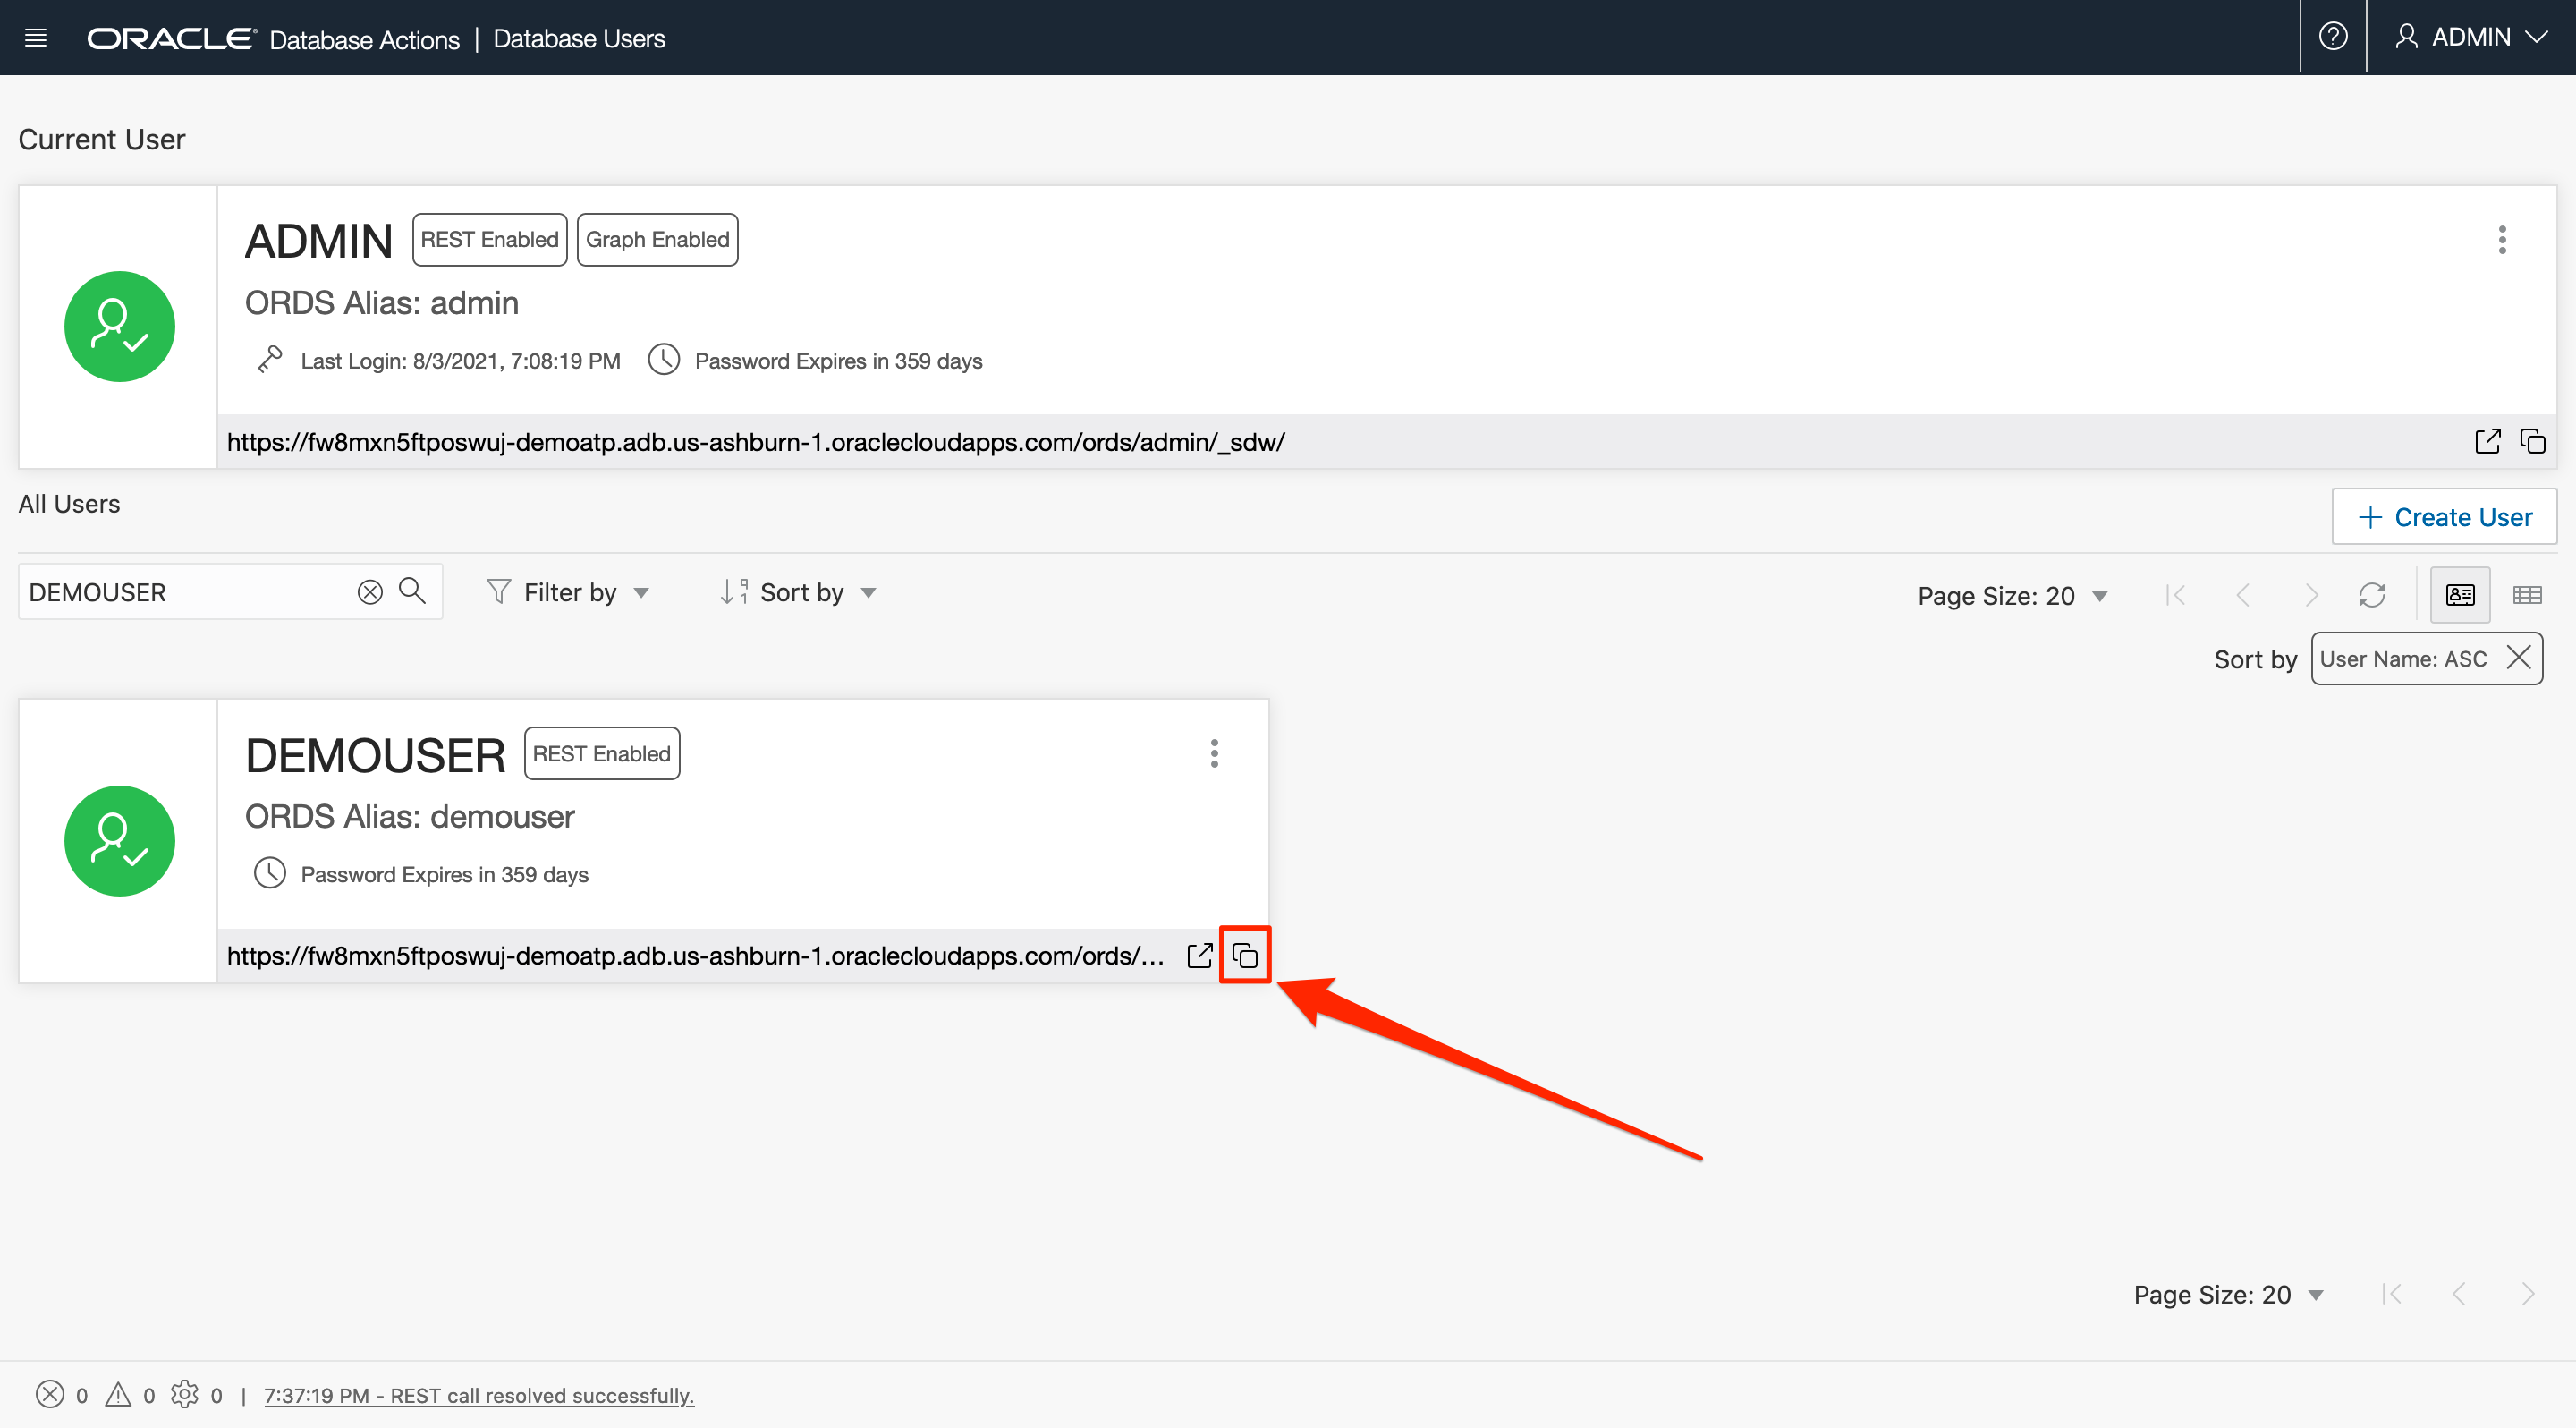 ORACLE Database Actions | Database Users
ADMIN
Current User
ADMIN REST Enabled Graph Enabled
ORDS Alias: admin
Last Login: 8/3/2021, 7:08:19 PM Password Expires in 359 days
https://fw8mxn5ftposwuj-demoatp.adb.us-ashburn-1.oraclecloudapps.com/ords/admin/_sdw/
All Users
+ Create User
DEMOUSER Filter by Sort by Page Size: 20
Sort by User Name: ASC
DEMOUSER REST Enabled
ORDS Alias: demouser
Password Expires in 359 days
https://fw8mxn5ftposwuj-demoatp.adb.us-ashburn-1.oraclecloudapps.com/ords/...
Page Size: 20
0 0 0 | 7:37:19 PM - REST call resolved successfully.